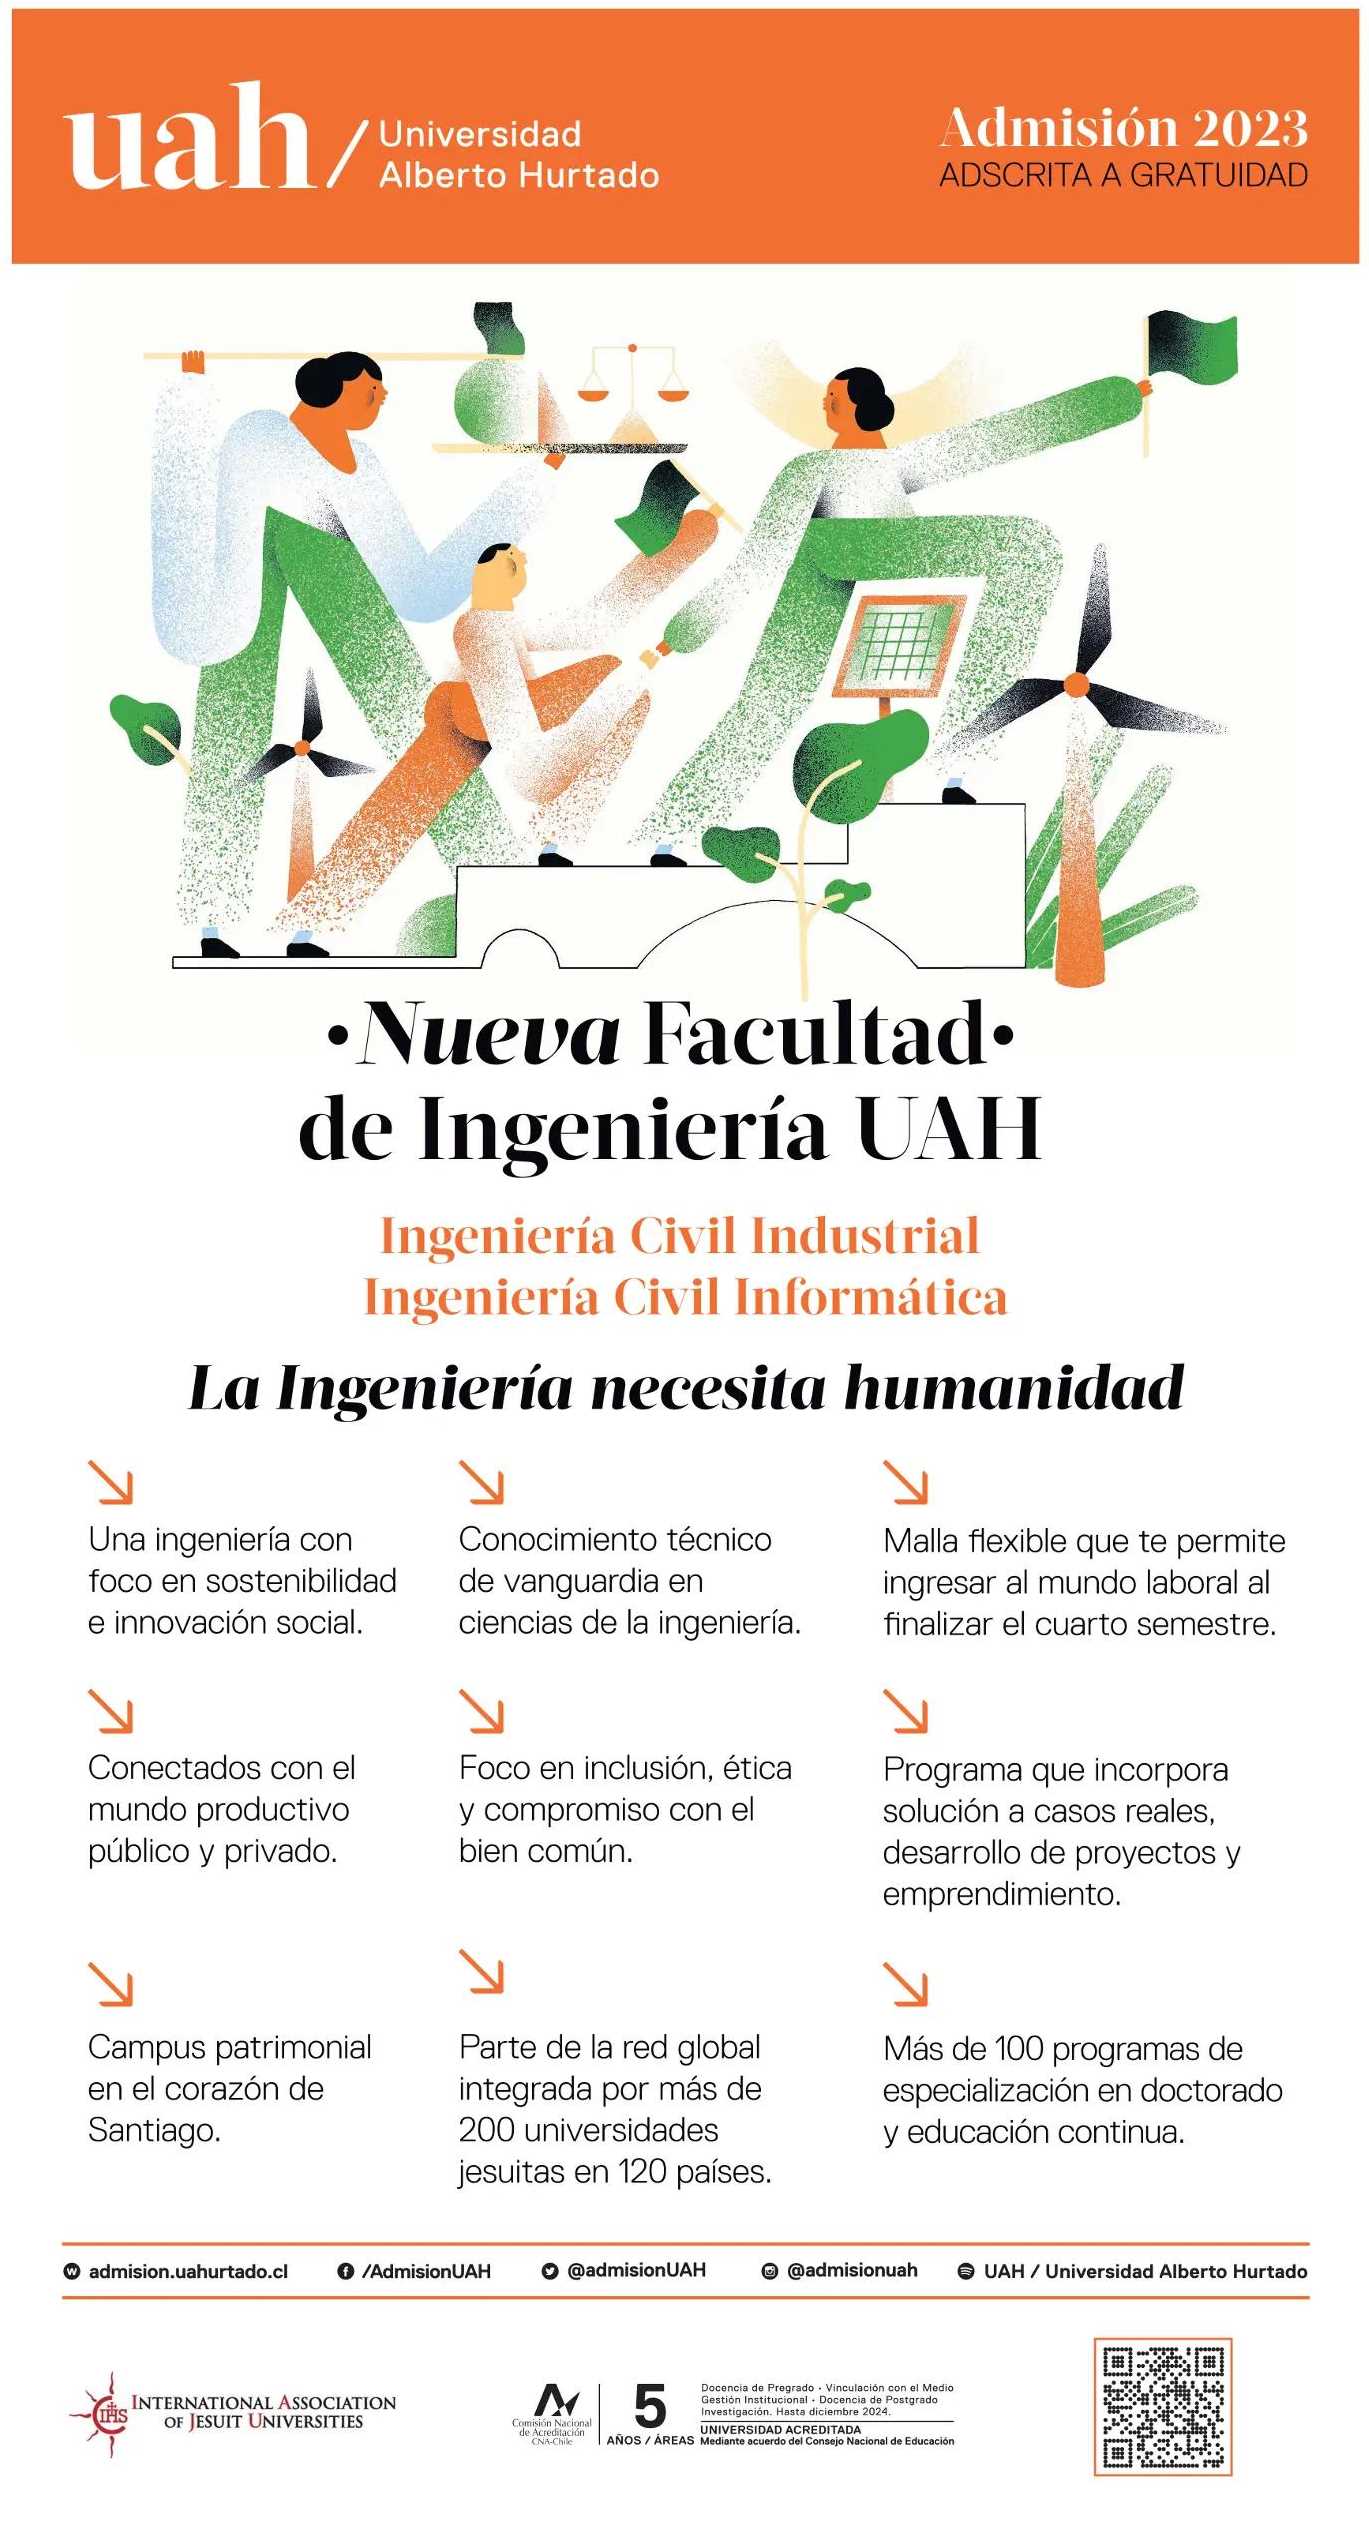 uah/ Universidad
Alberto Hurtado
Admisión 2023
ADSCRITA A GRATUIDAD
•Nueva Facultad•
de Ingeniería UAH
Ingeniería Civil Industrial
Ingeniería Civil Informática
La Ingeniería necesita humanidad
Una ingeniería con
foco en sostenibilidad
e innovación social.
Conocimiento técnico
de vanguardia en
ciencias de la ingeniería.
Malla flexible que te permite
ingresar al mundo laboral al
finalizar el cuarto semestre.
Conectados con el
mundo productivo
público y privado.
Foco en inclusión, ética
y compromiso con el
bien común.
Programa que incorpora
solución a casos reales,
desarrollo de proyectos y
emprendimiento.
Campus patrimonial
en el corazón de
Santiago.
Parte de la red global
integrada por más de
200 universidades
jesuitas en 120 países.
Más de 100 programas de
especialización en doctorado
y educación continua.
admision.uahurtado.cl
/AdmisionUAH
@admisionUAH
@admisionuah
UAH / Universidad Alberto Hurtado
IHS
INTERNATIONAL ASSOCIATION
OF JESUIT UNIVERSITIES
Comisión Nacional
de Acreditación
CNA-Chile
5
AÑOS / ÁREAS
Docencia de Pregrado • Vinculación con el Medio
Gestión Institucional • Docencia de Postgrado
Investigación. Hasta diciembre 2024.
UNIVERSIDAD ACREDITADA
Mediante acuerdo del Consejo Nacional de Educación